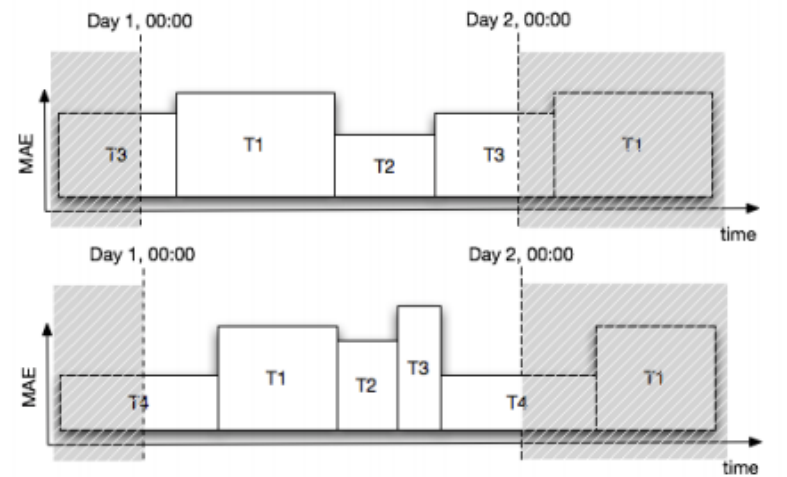 Day 1, 00:00 Day 2, 00:00
MAE
T3 T1 T2 T3 T1
time
Day 1, 00:00 Day 2, 00:00
MAE
T4 T1 T2 T3 T4 T1
time